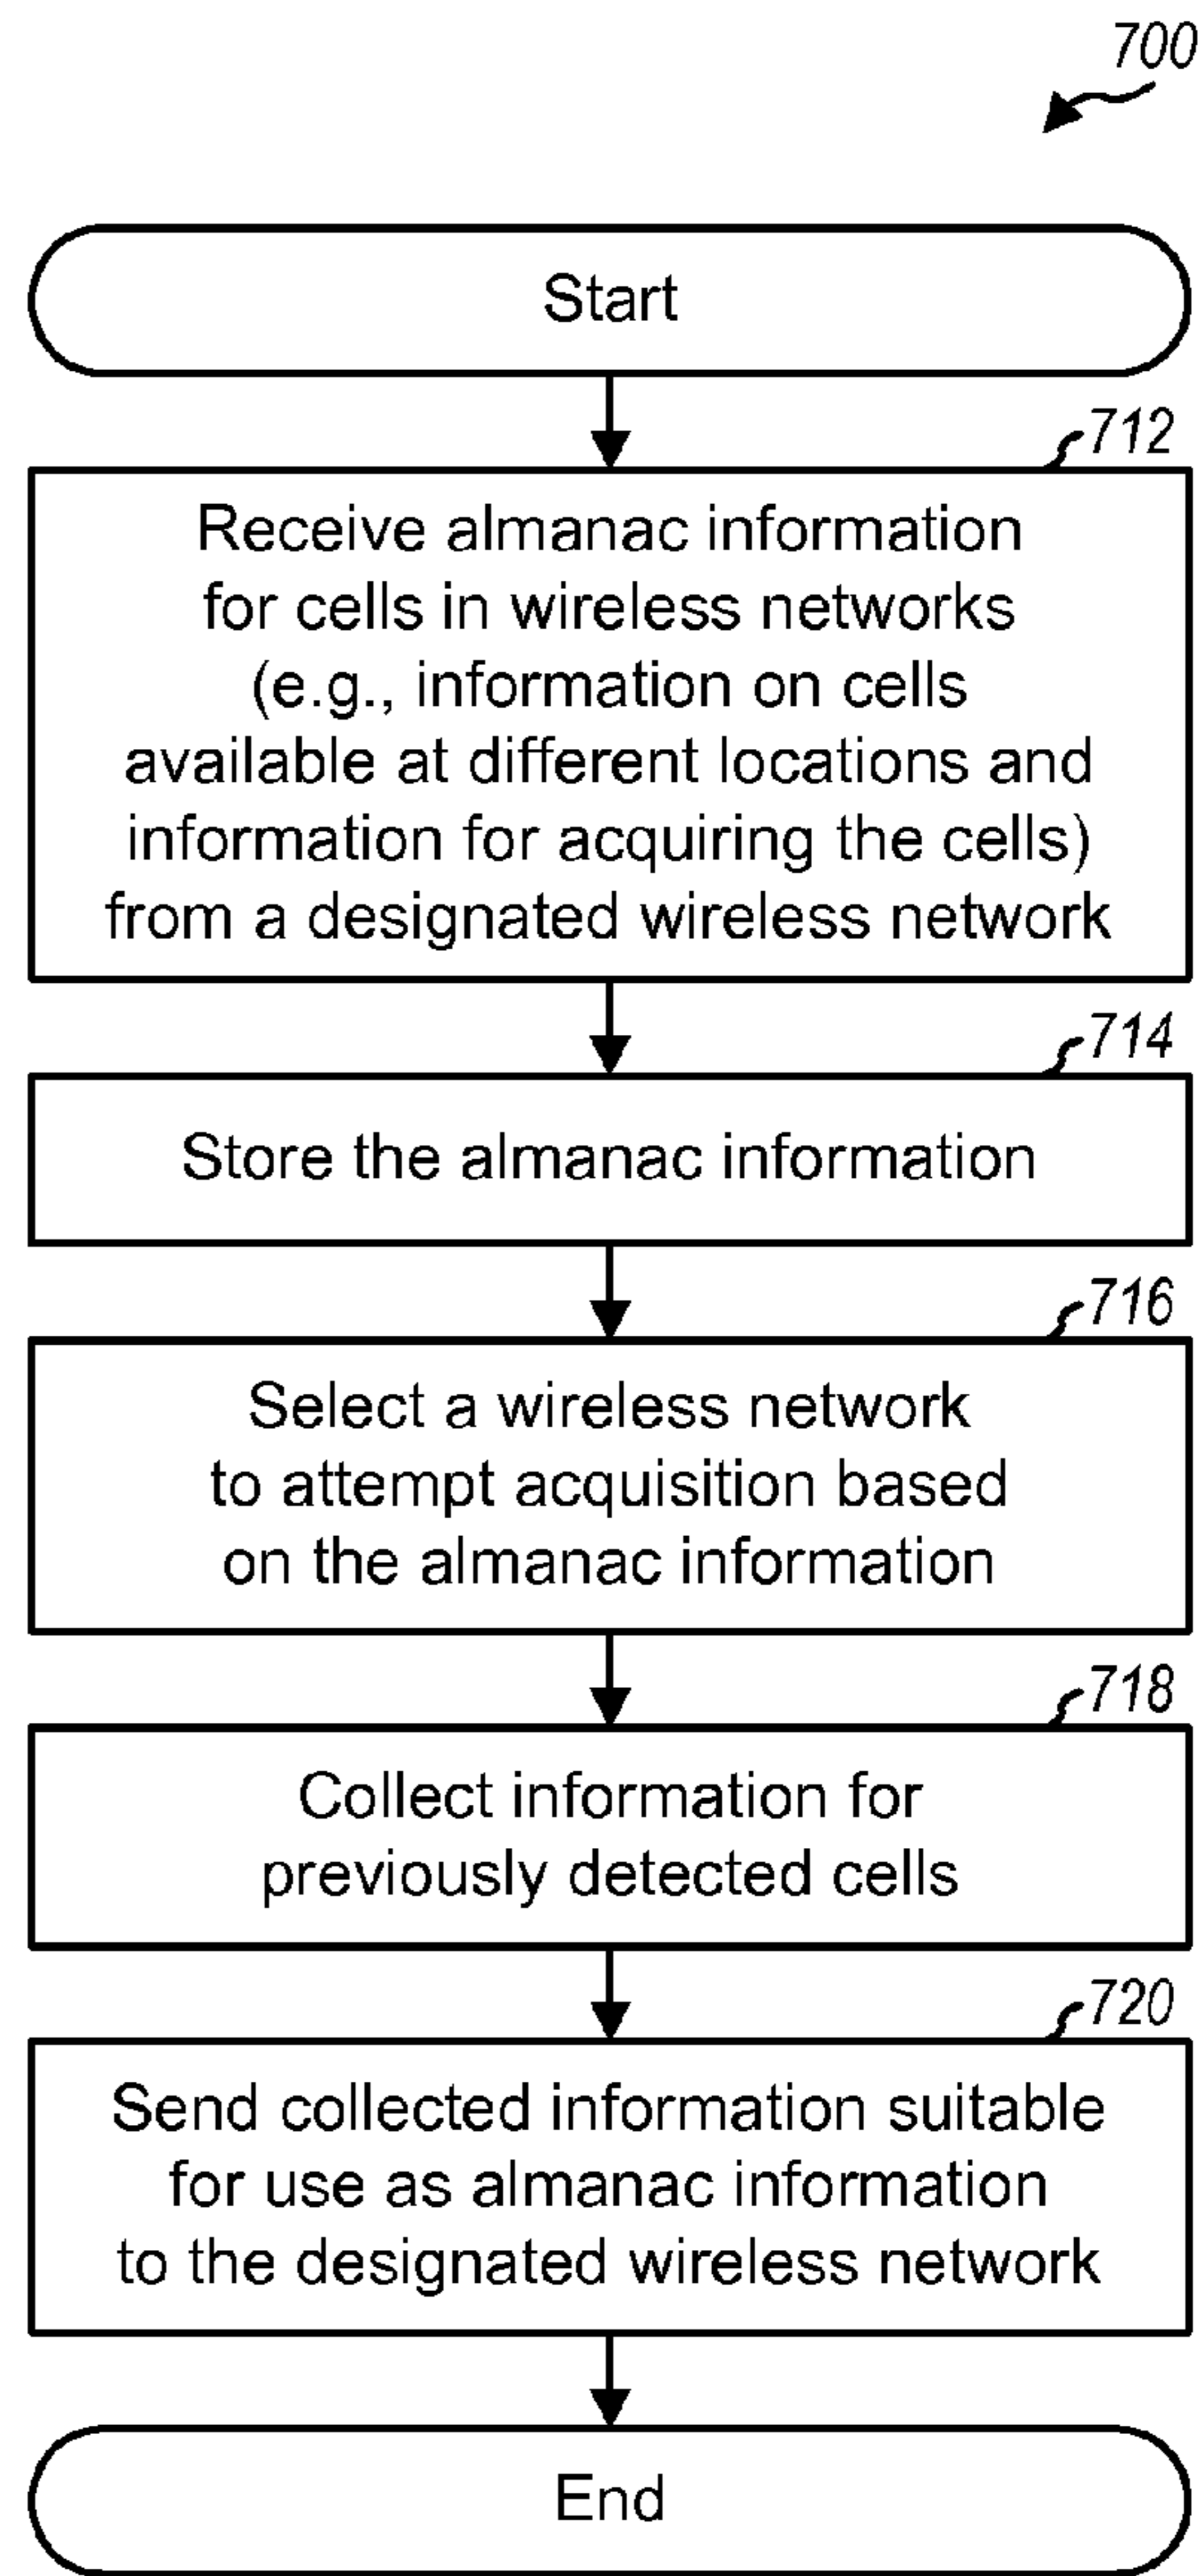 700
Start
712
Receive almanac information
for cells in wireless networks
(e.g., information on cells
available at different locations and
information for acquiring the cells)
from a designated wireless network
714
Store the almanac information
716
Select a wireless network
to attempt acquisition based
on the almanac information
718
Collect information for
previously detected cells
720
Send collected information suitable
for use as almanac information
to the designated wireless network
End